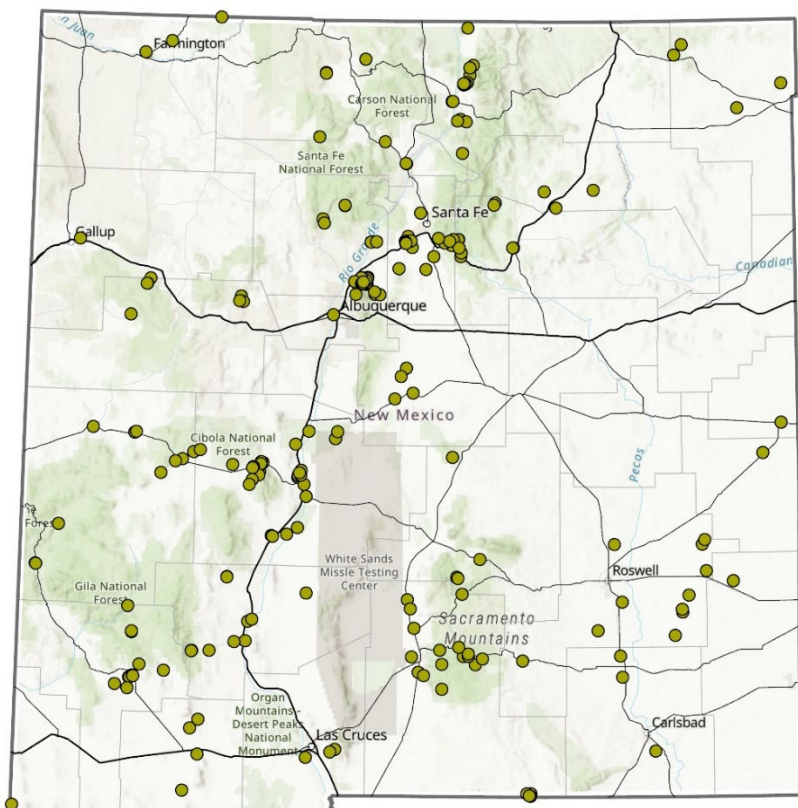 San Juan
Farmington
Carson National
Forest
Santa Fe
National Forest
Santa Fe
Gallup
Rio Grande
Canadian
Albuquerque
New Mexico
Cibola National
Forest
Pecos
Forest
White Sands
Missle Testing
Center
Roswell
Gila National
Forest
Sacramento
Mountains
Organ
Mountains -
Desert Peaks
National
Monument
Las Cruces
Carlsbad